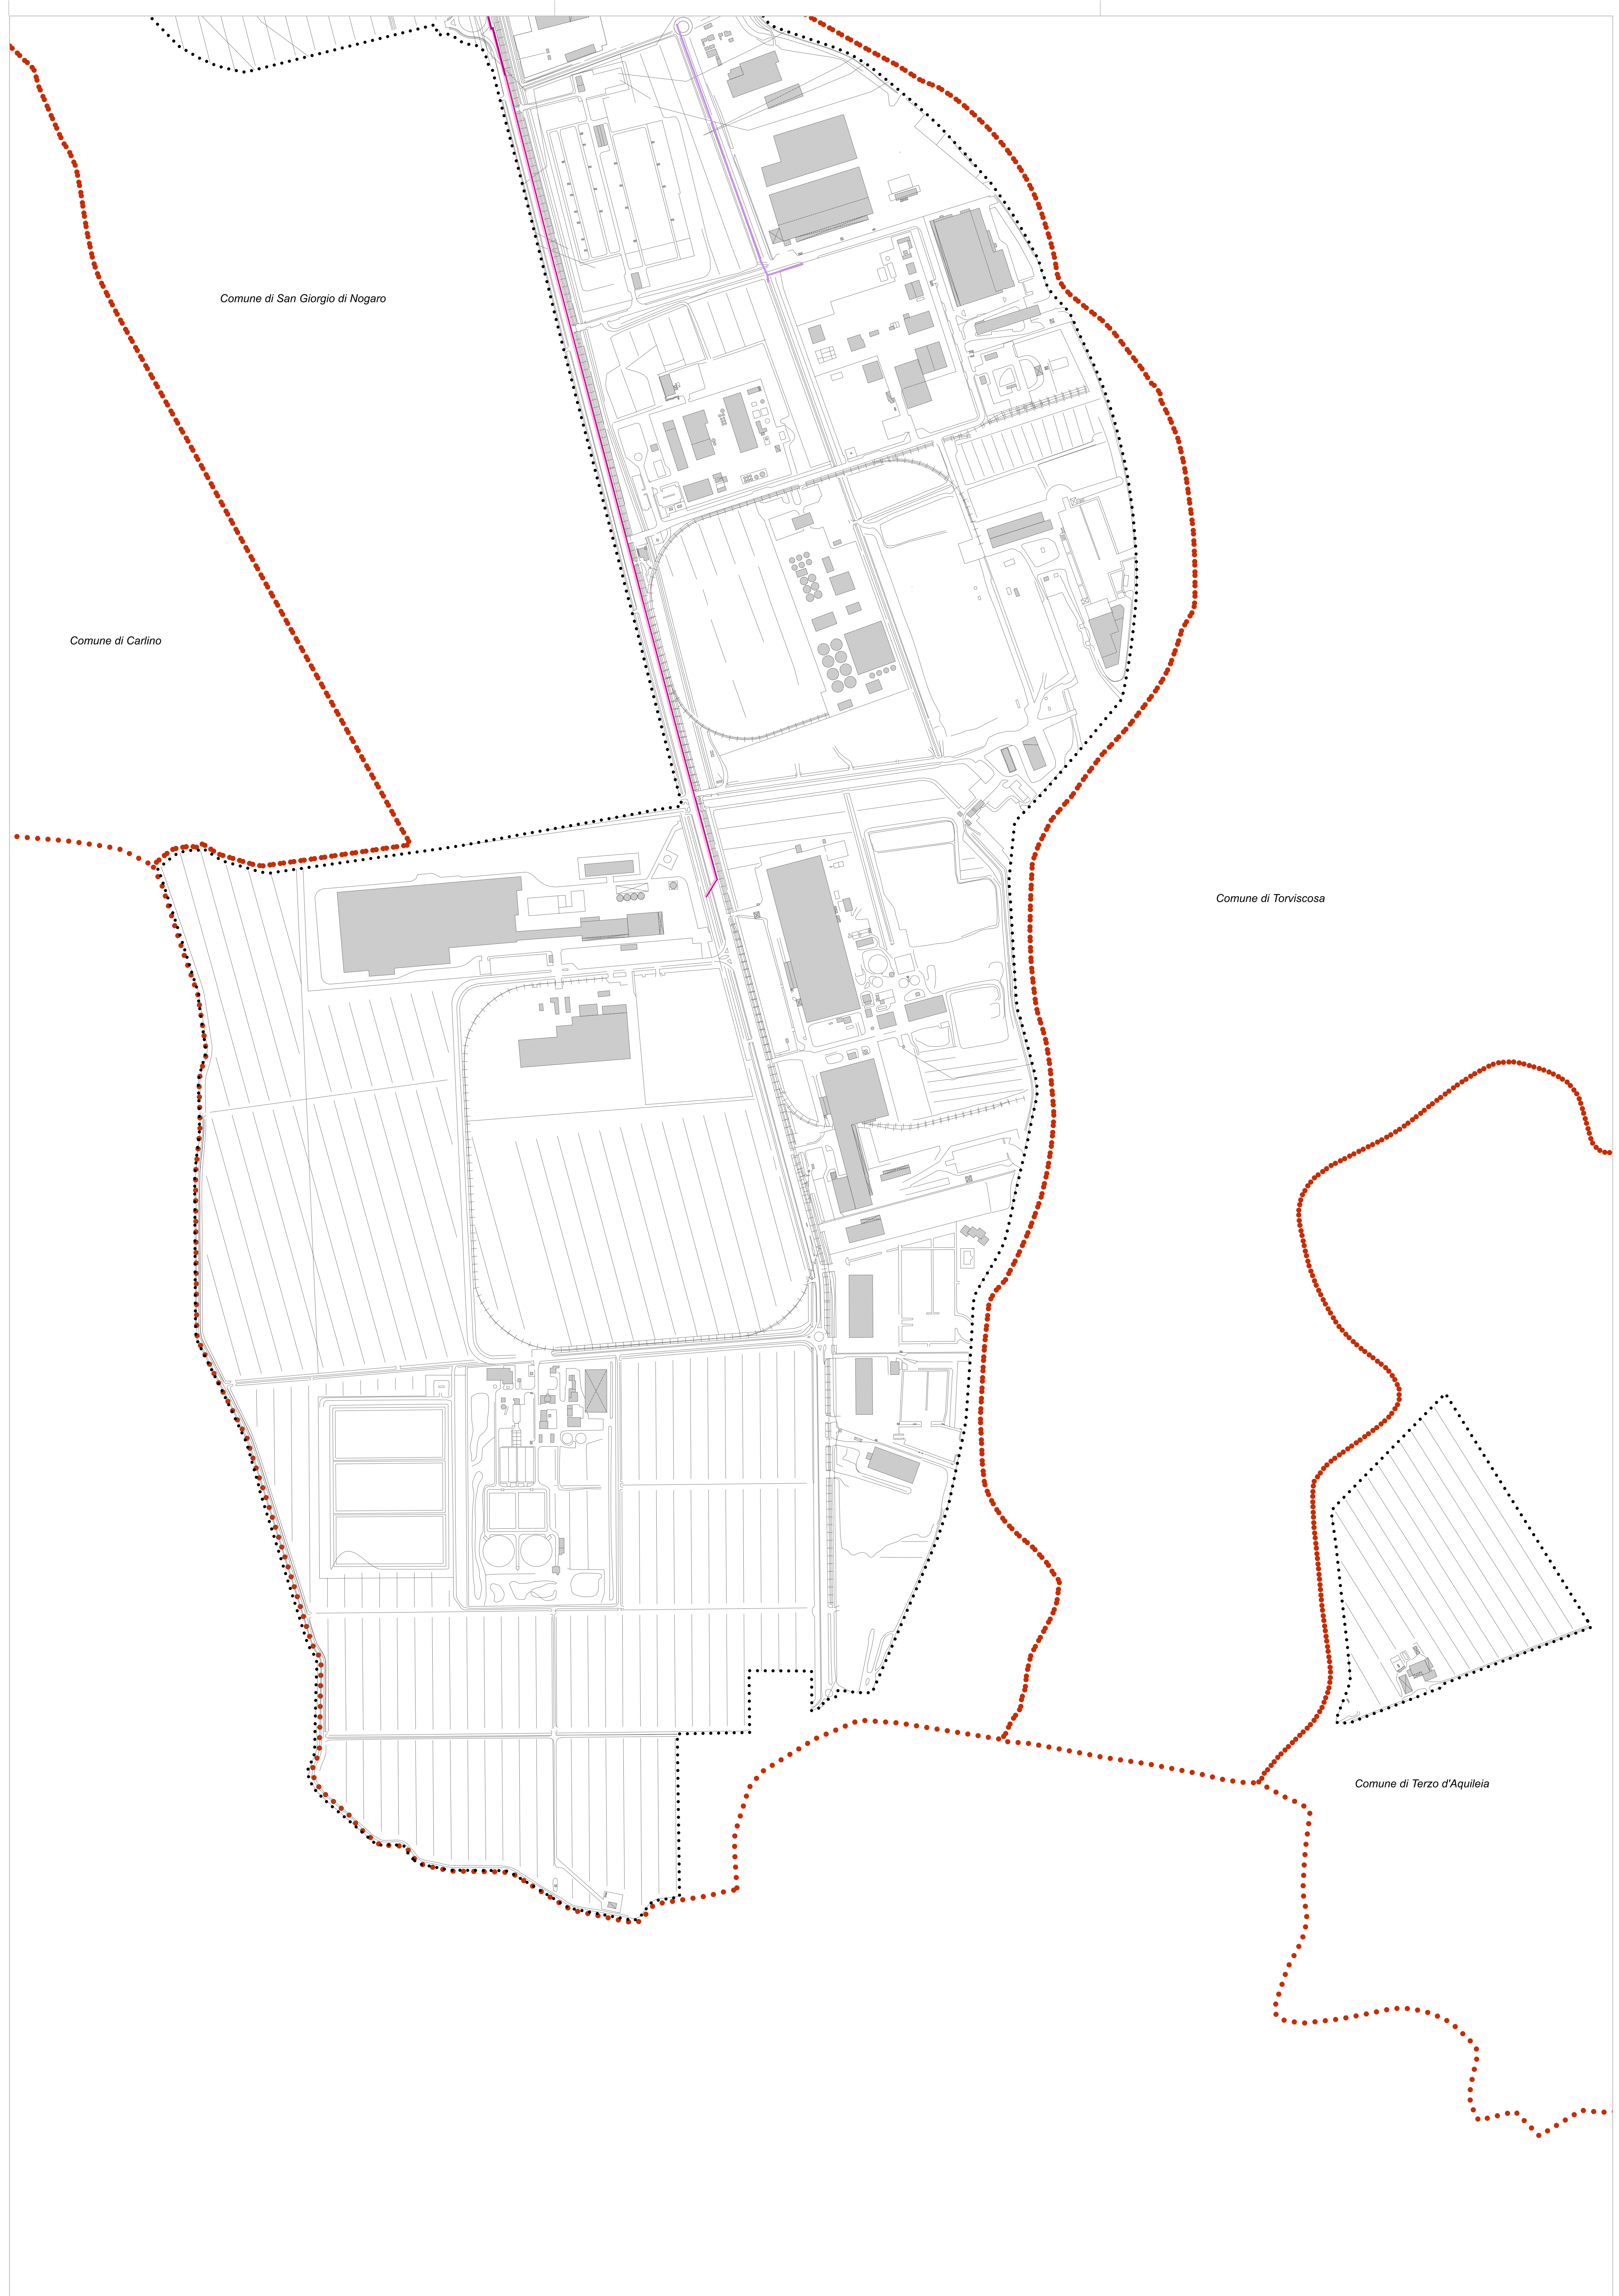 Comune di San Giorgio di Nogaro
Comune di Carlino
Comune di Torviscosa
Comune di Terzo d'Aquileia